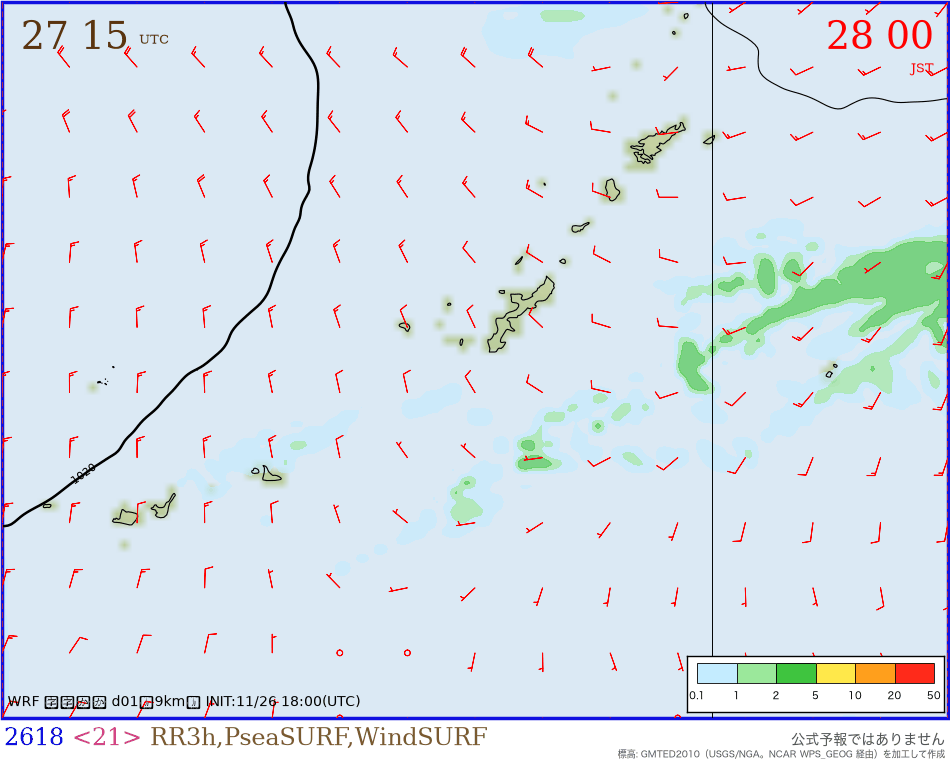 27 15 UTC
28 00
JST
1020
0.1 1 2 5 10 20 50
WRF d01 9km INIT:11/26 18:00(UTC)
2618 <21> RR3h,PseaSURF,WindSURF
公式予報ではありません
標高: GMTED2010（USGS/NGA。NCAR WPS_GEOG 経由）を加工して作成